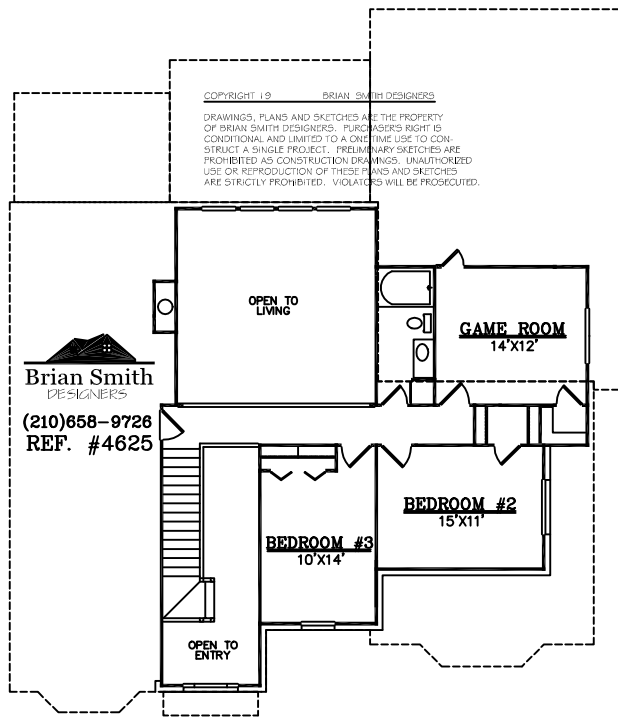 COPYRIGHT 19 BRIAN SMITH DESIGNERS
DRAWINGS, PLANS AND SKETCHES ARE THE PROPERTY
OF BRIAN SMITH DESIGNERS. PURCHASER'S RIGHT IS
CONDITIONAL AND LIMITED TO A ONE TIME USE TO CON-
STRUCT A SINGLE PROJECT. PRELIMINARY SKETCHES ARE
PROHIBITED AS CONSTRUCTION DRAWINGS. UNAUTHORIZED
USE OR REPRODUCTION OF THESE PLANS AND SKETCHES
ARE STRICTLY PROHIBITED. VIOLATORS WILL BE PROSECUTED.
OPEN TO
LIVING
GAME ROOM
14'X12'
Brian Smith
DESIGNERS
(210)658-9726
REF. #4625
BEDROOM #2
15'X11'
BEDROOM #3
10'X14'
OPEN TO
ENTRY